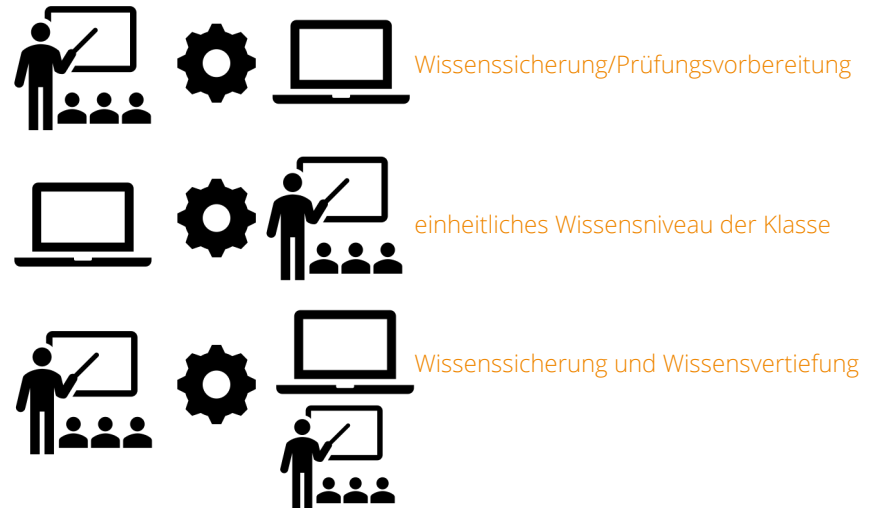 Wissenssicherung/Prüfungsvorbereitung
einheitliches Wissensniveau der Klasse
Wissenssicherung und Wissensvertiefung